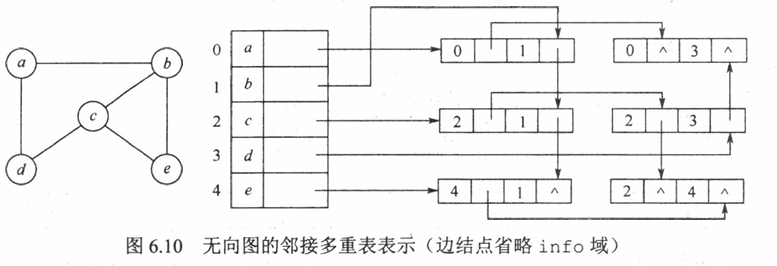 a b
c
d e
0 a
1 b
2 c
3 d
4 e
0 1
0 ^ 3 ^
2 1
2 3
4 1 ^
2 ^ 4 ^
图 6.10 无向图的邻接多重表表示（边结点省略 info 域）